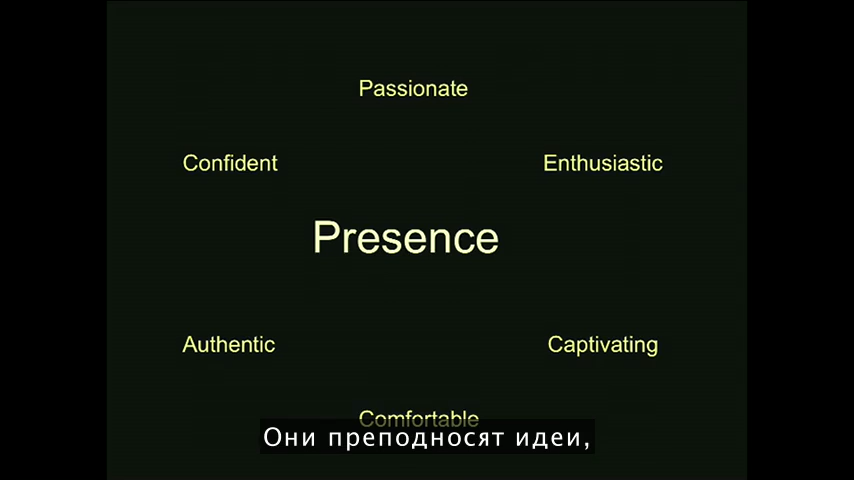 Passionate
Confident
Enthusiastic
Presence
Authentic
Captivating
Comfortable
Они преподносят идеи,